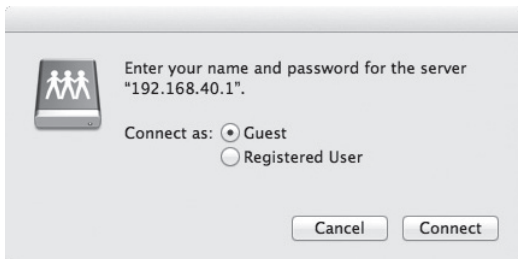 Enter your name and password for the server
“192.168.40.1”.
Connect as: Guest
Registered User
Cancel Connect